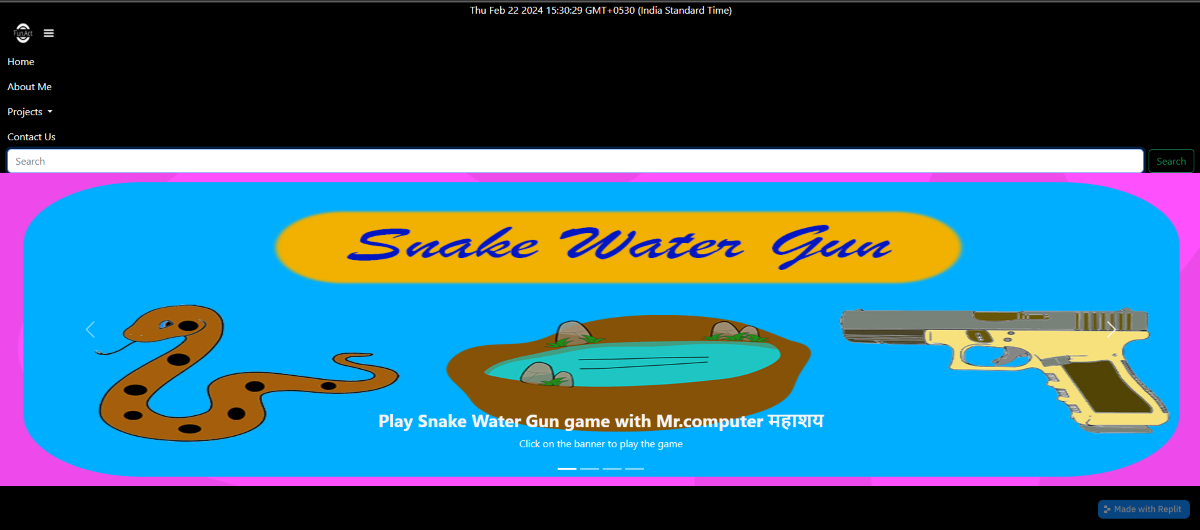 Thu Feb 22 2024 15:30:29 GMT+0530 (India Standard Time)
FunAct
Home
About Me
Projects
Contact Us
Search
Search
Snake Water Gun
Play Snake Water Gun game with Mr.computer महाशय
Click on the banner to play the game
Made with Replit